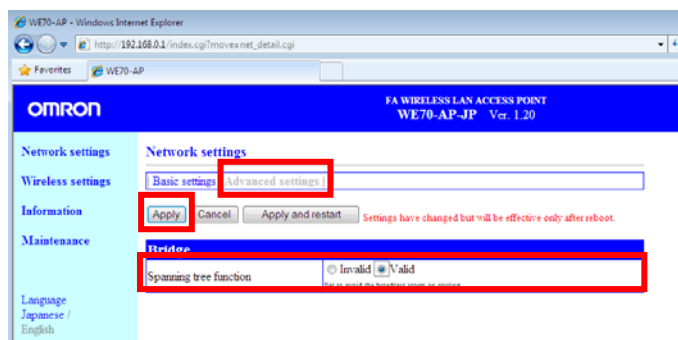 WE70-AP - Windows Internet Explorer
http://192.168.0.1/index.cgi?move=net_detail.cgi
Favorites WE70-AP
OMRON
FA WIRELESS LAN ACCESS POINT
WE70-AP-JP Ver. 1.20
Network settings
Wireless settings
Information
Maintenance
Language
Japanese /
English
Network settings
| Basic settings | Advanced settings |
Apply Cancel Apply and restart Settings have changed but will be effective only after reboot.
Bridge
Spanning tree function Invalid Valid